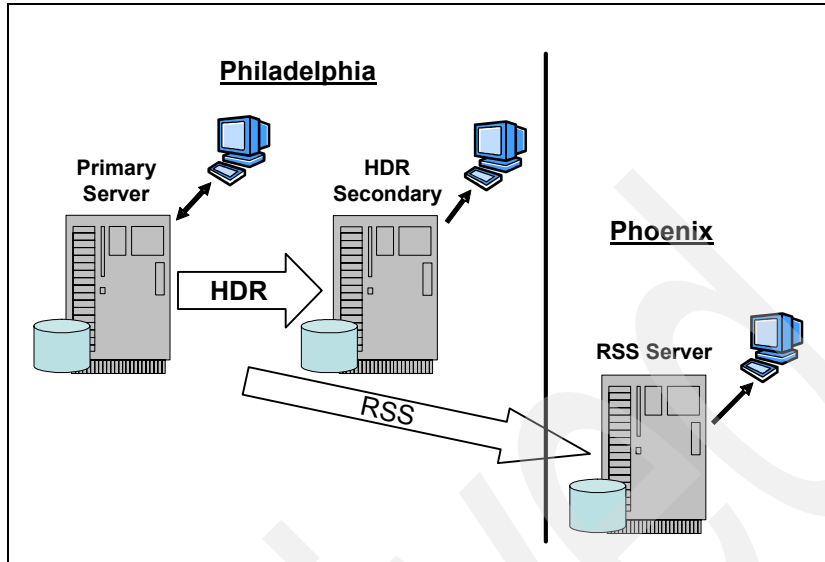 Philadelphia
Primary
Server
HDR
Secondary
HDR
Phoenix
RSS Server
RSS